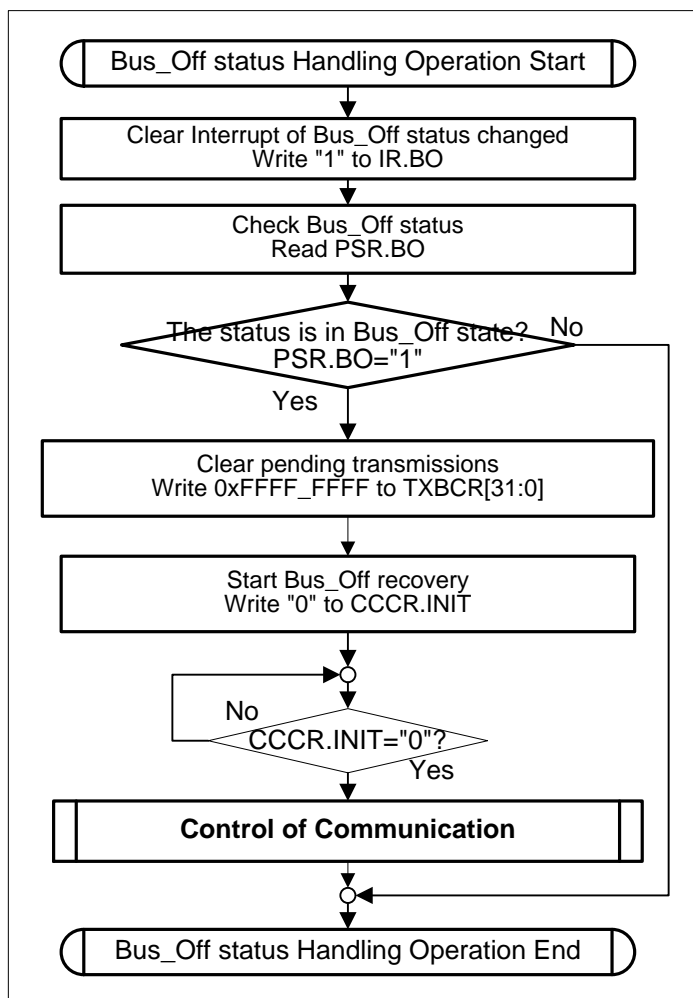 Bus_Off status Handling Operation Start
Clear Interrupt of Bus_Off status changed
Write "1" to IR.BO
Check Bus_Off status
Read PSR.BO
The status is in Bus_Off state?
No
PSR.BO="1"
Yes
Clear pending transmissions
Write 0xFFFF_FFFF to TXBCR[31:0]
Start Bus_Off recovery
Write "0" to CCCR.INIT
No
CCCR.INIT="0"?
Yes
Control of Communication
Bus_Off status Handling Operation End